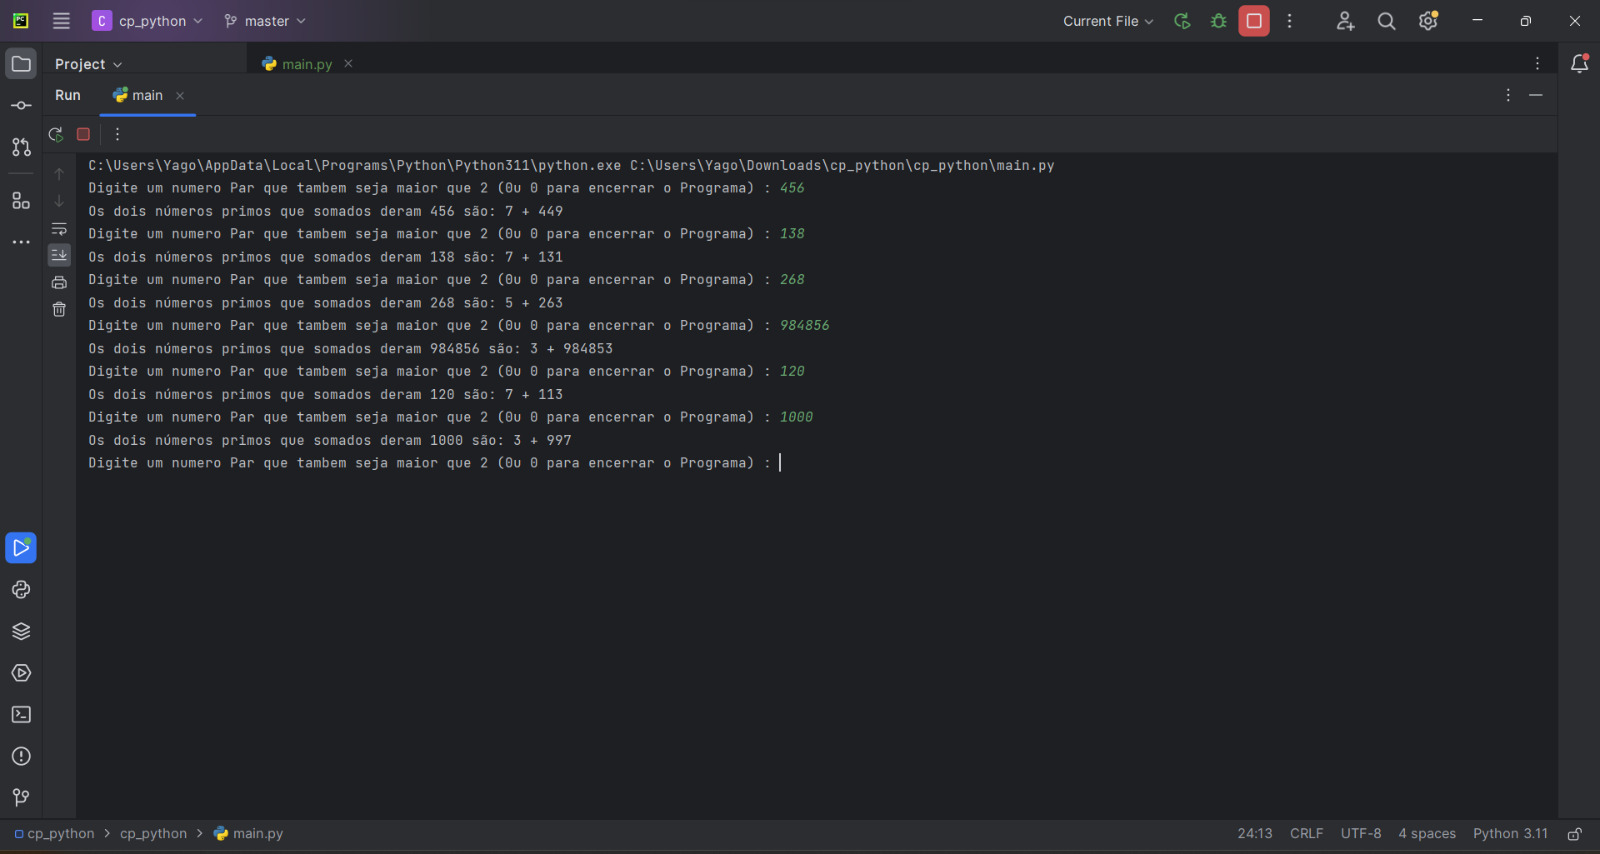 PC
C cp_python master Current File
Project main.py
Run main
C:\Users\Yago\AppData\Local\Programs\Python\Python311\python.exe C:\Users\Yago\Downloads\cp_python\cp_python\main.py
Digite um numero Par que tambem seja maior que 2 (Ou 0 para encerrar o Programa) : 456
Os dois números primos que somados deram 456 são: 7 + 449
Digite um numero Par que tambem seja maior que 2 (Ou 0 para encerrar o Programa) : 138
Os dois números primos que somados deram 138 são: 7 + 131
Digite um numero Par que tambem seja maior que 2 (Ou 0 para encerrar o Programa) : 268
Os dois números primos que somados deram 268 são: 5 + 263
Digite um numero Par que tambem seja maior que 2 (Ou 0 para encerrar o Programa) : 984856
Os dois números primos que somados deram 984856 são: 3 + 984853
Digite um numero Par que tambem seja maior que 2 (Ou 0 para encerrar o Programa) : 120
Os dois números primos que somados deram 120 são: 7 + 113
Digite um numero Par que tambem seja maior que 2 (Ou 0 para encerrar o Programa) : 1000
Os dois números primos que somados deram 1000 são: 3 + 997
Digite um numero Par que tambem seja maior que 2 (Ou 0 para encerrar o Programa) :
cp_python > cp_python > main.py 24:13 CRLF UTF-8 4 spaces Python 3.11